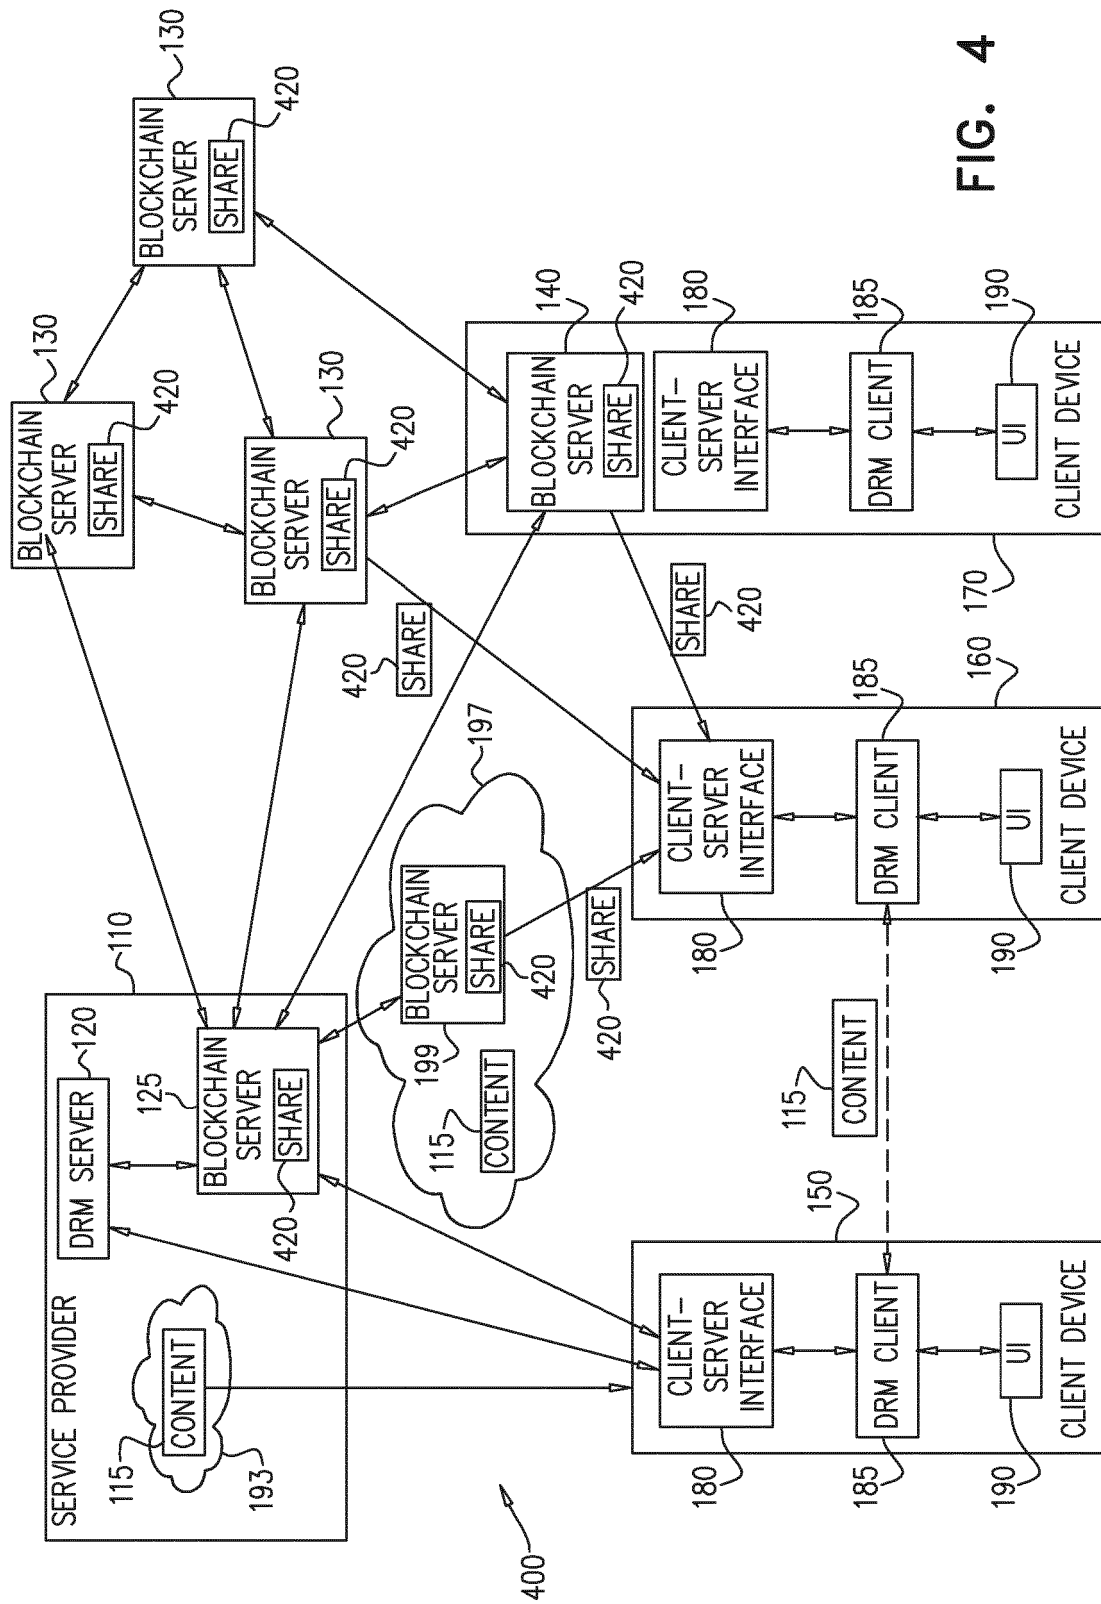 SERVICE PROVIDER
110
115
CONTENT
193
DRM SERVER
120
125
BLOCKCHAIN
SERVER
SHARE
420
BLOCKCHAIN
SERVER
SHARE
130
420
BLOCKCHAIN
SERVER
SHARE
130
420
BLOCKCHAIN
SERVER
SHARE
130
420
197
BLOCKCHAIN
SERVER
SHARE
420
199
115
CONTENT
420
SHARE
420
SHARE
SHARE
420
400
150
CLIENT-
SERVER
INTERFACE
180
DRM CLIENT
185
UI
190
CLIENT DEVICE
115
CONTENT
160
CLIENT-
SERVER
INTERFACE
180
DRM CLIENT
185
UI
190
CLIENT DEVICE
170
BLOCKCHAIN
SERVER
SHARE
140
420
CLIENT-
SERVER
INTERFACE
180
DRM CLIENT
185
UI
190
CLIENT DEVICE
FIG. 4